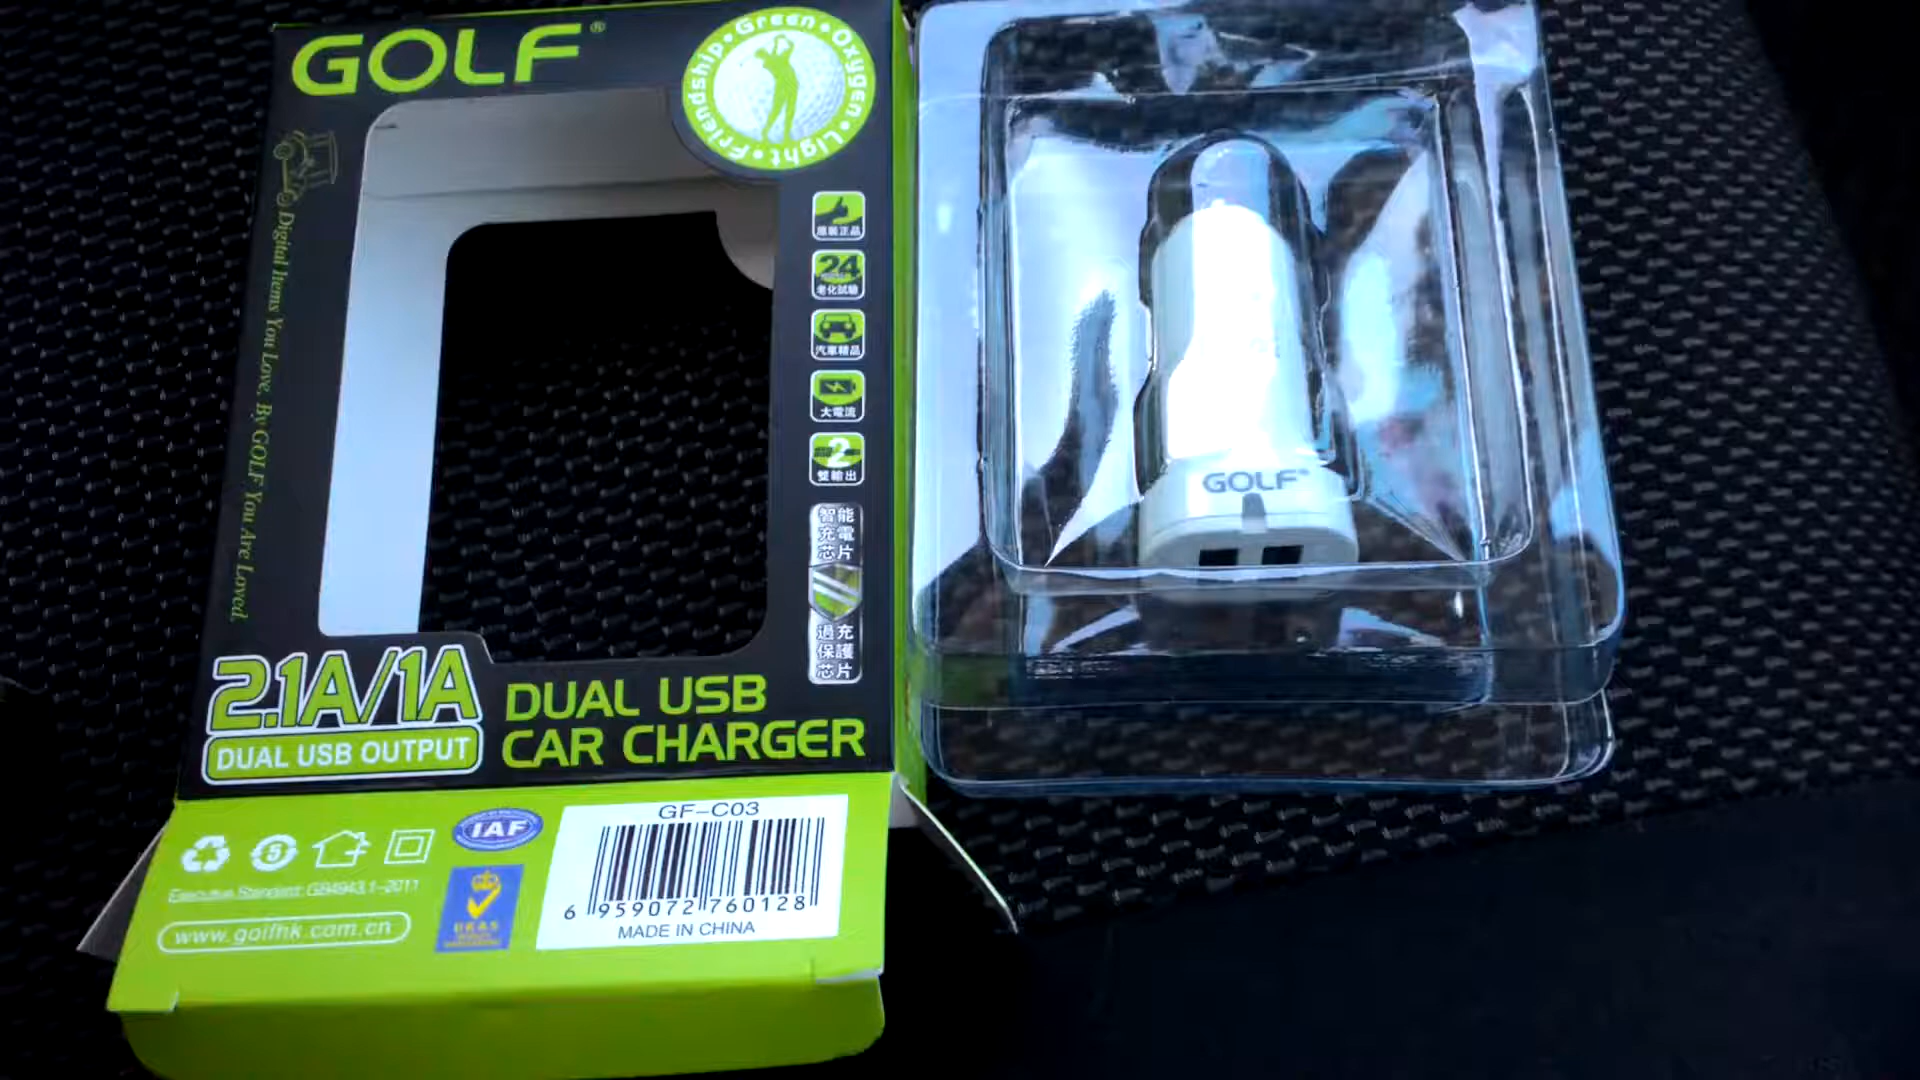 GOLF®
Friendship • Green • Oxygen • Light •
Digital Items You Love, By GOLF You Are Loved
原裝正品
24
老化試驗
汽車精品
大電流
2
雙輸出
智能
充電
芯片
過充
保護
芯片
2.1A/1A
DUAL USB OUTPUT
DUAL USB
CAR CHARGER
5
Executive Standard: GB4943.1-2011
www.golfhk.com.cn
IAF
UKAS
GF-C03
6 959072 760128
MADE IN CHINA
GOLF®